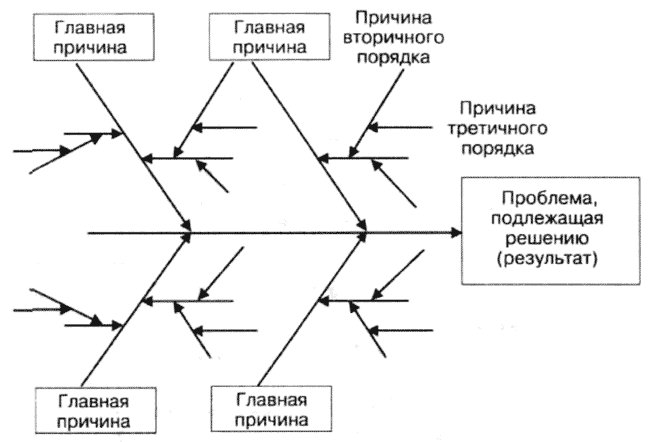 Главная
причина
Главная
причина
Причина
вторичного
порядка
Причина
третичного
порядка
Проблема,
подлежащая
решению
(результат)
Главная
причина
Главная
причина